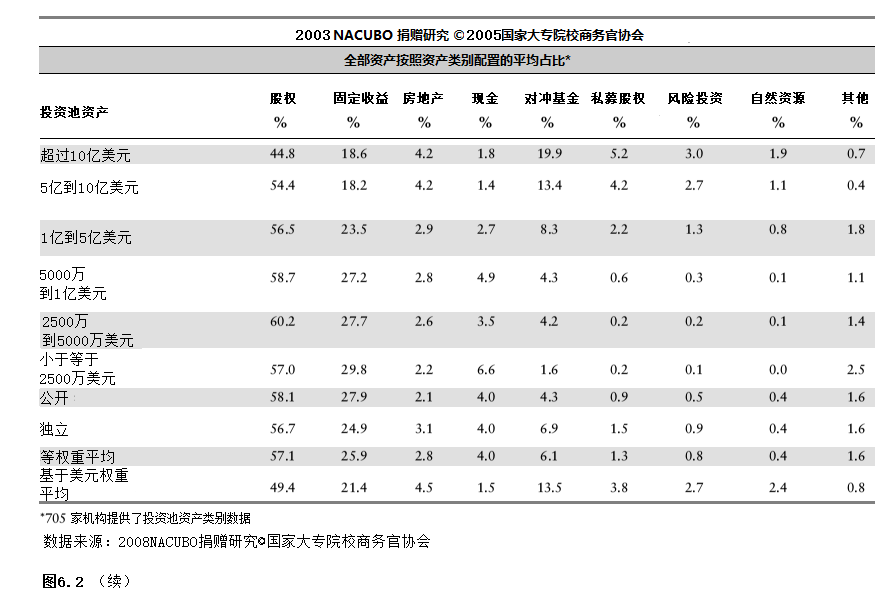 2003 NACUBO 捐赠研究 ©2005国家大专院校商务官协会
全部资产按照资产类别配置的平均占比*
投资池资产 股权 固定收益 房地产 现金 对冲基金 私募股权 风险投资 自然资源 其他
% % % % % % % % %
超过10亿美元 44.8 18.6 4.2 1.8 19.9 5.2 3.0 1.9 0.7
5亿到10亿美元 54.4 18.2 4.2 1.4 13.4 4.2 2.7 1.1 0.4
1亿到5亿美元 56.5 23.5 2.9 2.7 8.3 2.2 1.3 0.8 1.8
5000万
到1亿美元 58.7 27.2 2.8 4.9 4.3 0.6 0.3 0.1 1.1
2500万
到5000万美元 60.2 27.7 2.6 3.5 4.2 0.2 0.2 0.1 1.4
小于等于
2500万美元 57.0 29.8 2.2 6.6 1.6 0.2 0.1 0.0 2.5
公开 58.1 27.9 2.1 4.0 4.3 0.9 0.5 0.4 1.6
独立 56.7 24.9 3.1 4.0 6.9 1.5 0.9 0.4 1.6
等权重平均 57.1 25.9 2.8 4.0 6.1 1.3 0.8 0.4 1.6
基于美元权重
平均 49.4 21.4 4.5 1.5 13.5 3.8 2.7 2.4 0.8
*705 家机构提供了投资池资产类别数据
数据来源：2008NACUBO捐赠研究©国家大专院校商务官协会
图6.2 （续）